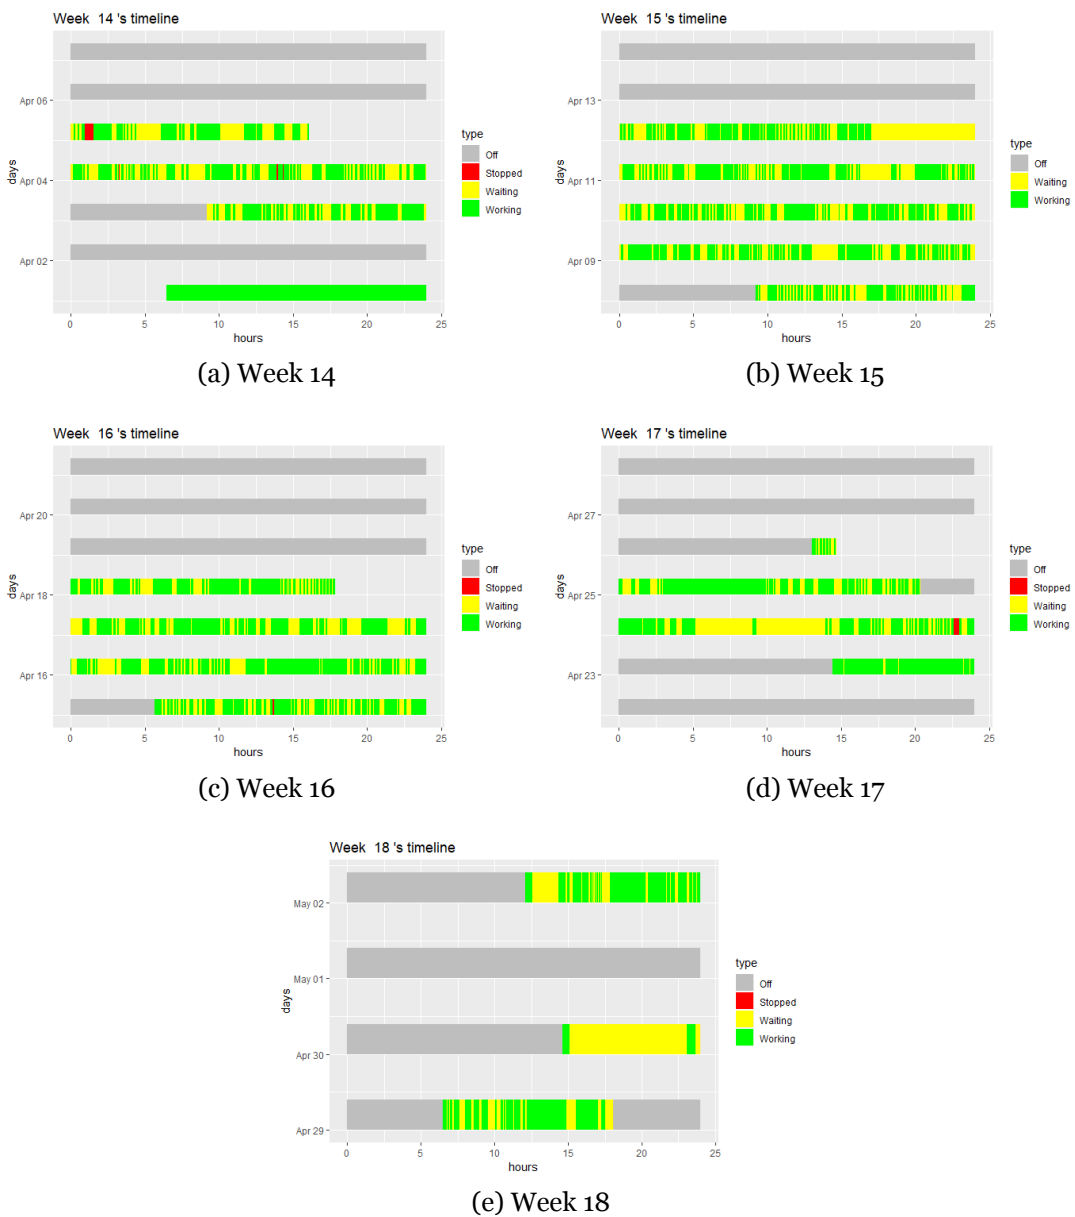 Week 14 's timeline
days
Apr 06
Apr 04
Apr 02
0 5 10 15 20 25
hours
type
Off
Stopped
Waiting
Working
(a) Week 14
Week 15 's timeline
days
Apr 13
Apr 11
Apr 09
0 5 10 15 20 25
hours
type
Off
Waiting
Working
(b) Week 15
Week 16 's timeline
days
Apr 20
Apr 18
Apr 16
0 5 10 15 20 25
hours
type
Off
Stopped
Waiting
Working
(c) Week 16
Week 17 's timeline
days
Apr 27
Apr 25
Apr 23
0 5 10 15 20 25
hours
type
Off
Stopped
Waiting
Working
(d) Week 17
Week 18 's timeline
days
May 02
May 01
Apr 30
Apr 29
0 5 10 15 20 25
hours
type
Off
Stopped
Waiting
Working
(e) Week 18